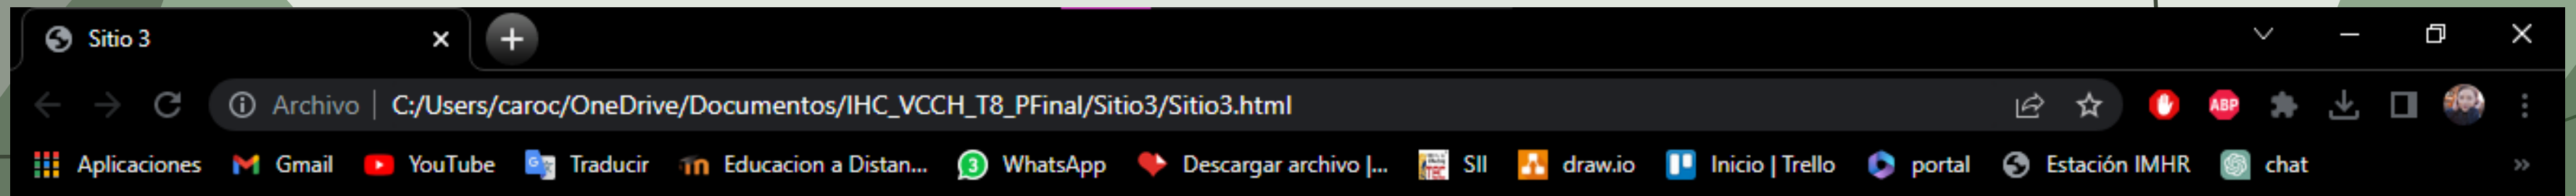 Sitio 3
Archivo | C:/Users/caroc/OneDrive/Documentos/IHC_VCCH_T8_PFinal/Sitio3/Sitio3.html ABP
Aplicaciones Gmail YouTube Traducir Educacion a Distan... 3 WhatsApp Descargar archivo |... SII draw.io Inicio | Trello portal Estación IMHR chat